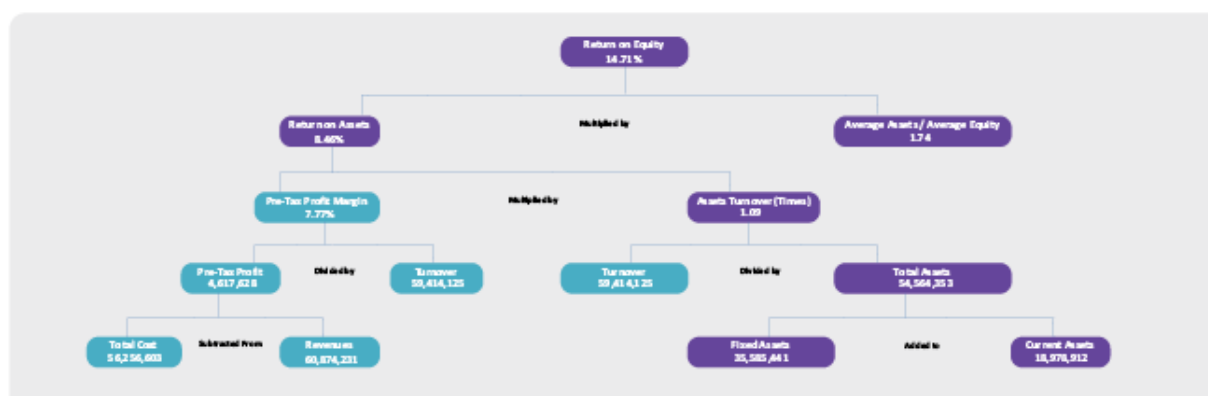 Return on Equity
14.71%
Return on Assets
8.46%
Multiplied by
Average Assets / Average Equity
1.74
Pre-Tax Profit Margin
7.77%
Multiplied by
Assets Turnover (Times)
1.09
Pre-Tax Profit
4,617,628
Divided by
Turnover
59,414,125
Turnover
59,414,125
Divided by
Total Assets
54,564,353
Total Cost
56,256,603
Subtracted From
Revenues
60,874,231
Fixed Assets
35,585,441
Added to
Current Assets
18,978,912